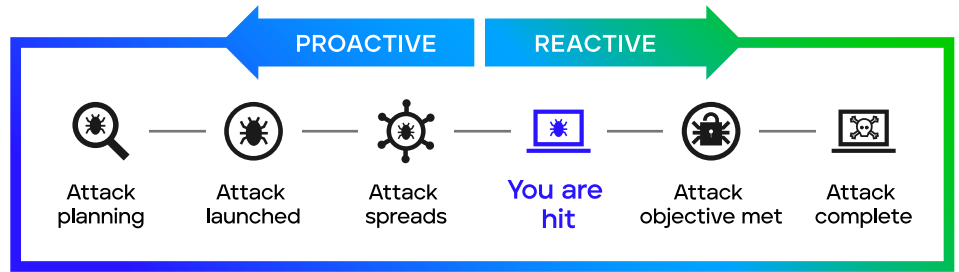 PROACTIVE
REACTIVE
Attack
planning
Attack
launched
Attack
spreads
You are
hit
Attack
objective met
Attack
complete